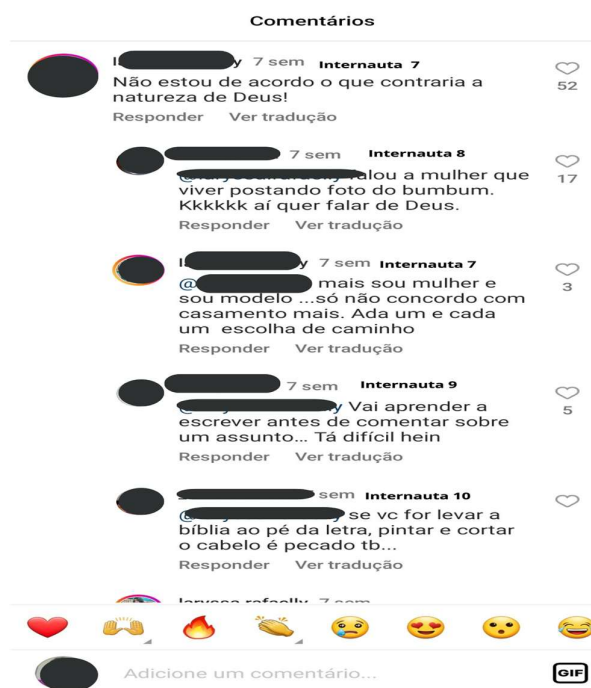 Comentários
7 sem Internauta 7
Não estou de acordo o que contraria a
natureza de Deus!
52
Responder Ver tradução
7 sem Internauta 8
falou a mulher que
17
viver postando foto do bumbum.
Kkkkkk aí quer falar de Deus.
Responder Ver tradução
7 sem Internauta 7
@ mais sou mulher e
3
sou modelo ...só não concordo com
casamento mais. Ada um e cada
um escolha de caminho
Responder Ver tradução
7 sem Internauta 9
Vai aprender a
5
escrever antes de comentar sobre
um assunto... Tá difícil hein
Responder Ver tradução
sem Internauta 10
se vc for levar a
bíblia ao pé da letra, pintar e cortar
o cabelo é pecado tb...
Responder Ver tradução
7 sem
Adicione um comentário...
GIF